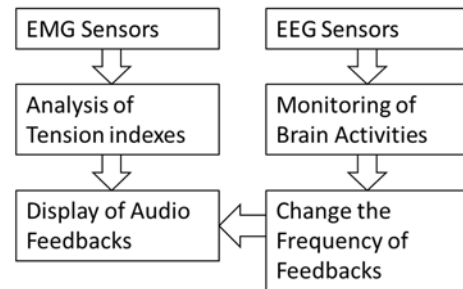 EMG Sensors
EEG Sensors
Analysis of
Tension indexes
Monitoring of
Brain Activities
Display of Audio
Feedbacks
Change the
Frequency of
Feedbacks